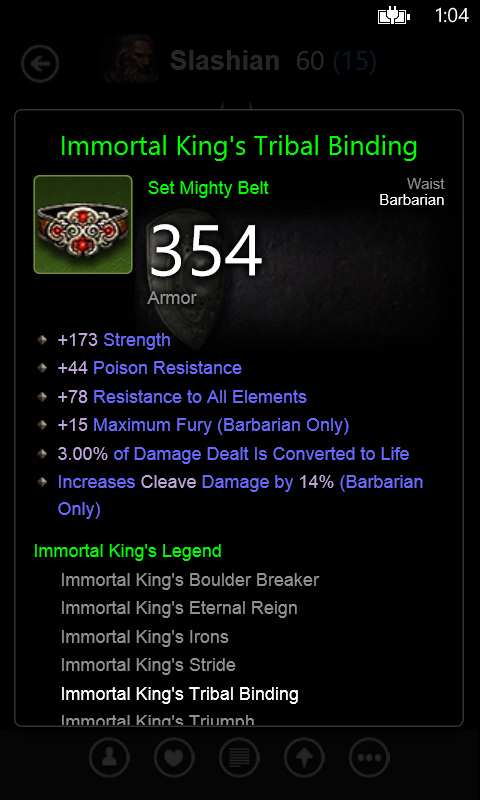 1:04
Slashian 60 (15)
Immortal King's Tribal Binding
Set Mighty Belt
Waist
Barbarian
354
Armor
+173 Strength
+44 Poison Resistance
+78 Resistance to All Elements
+15 Maximum Fury (Barbarian Only)
3.00% of Damage Dealt Is Converted to Life
Increases Cleave Damage by 14% (Barbarian
Only)
Immortal King's Legend
Immortal King's Boulder Breaker
Immortal King's Eternal Reign
Immortal King's Irons
Immortal King's Stride
Immortal King's Tribal Binding
Immortal King's Triumph